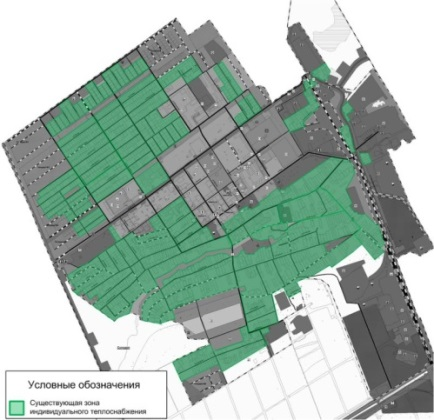 Условные обозначения
Существующая зона
индивидуального теплоснабжения